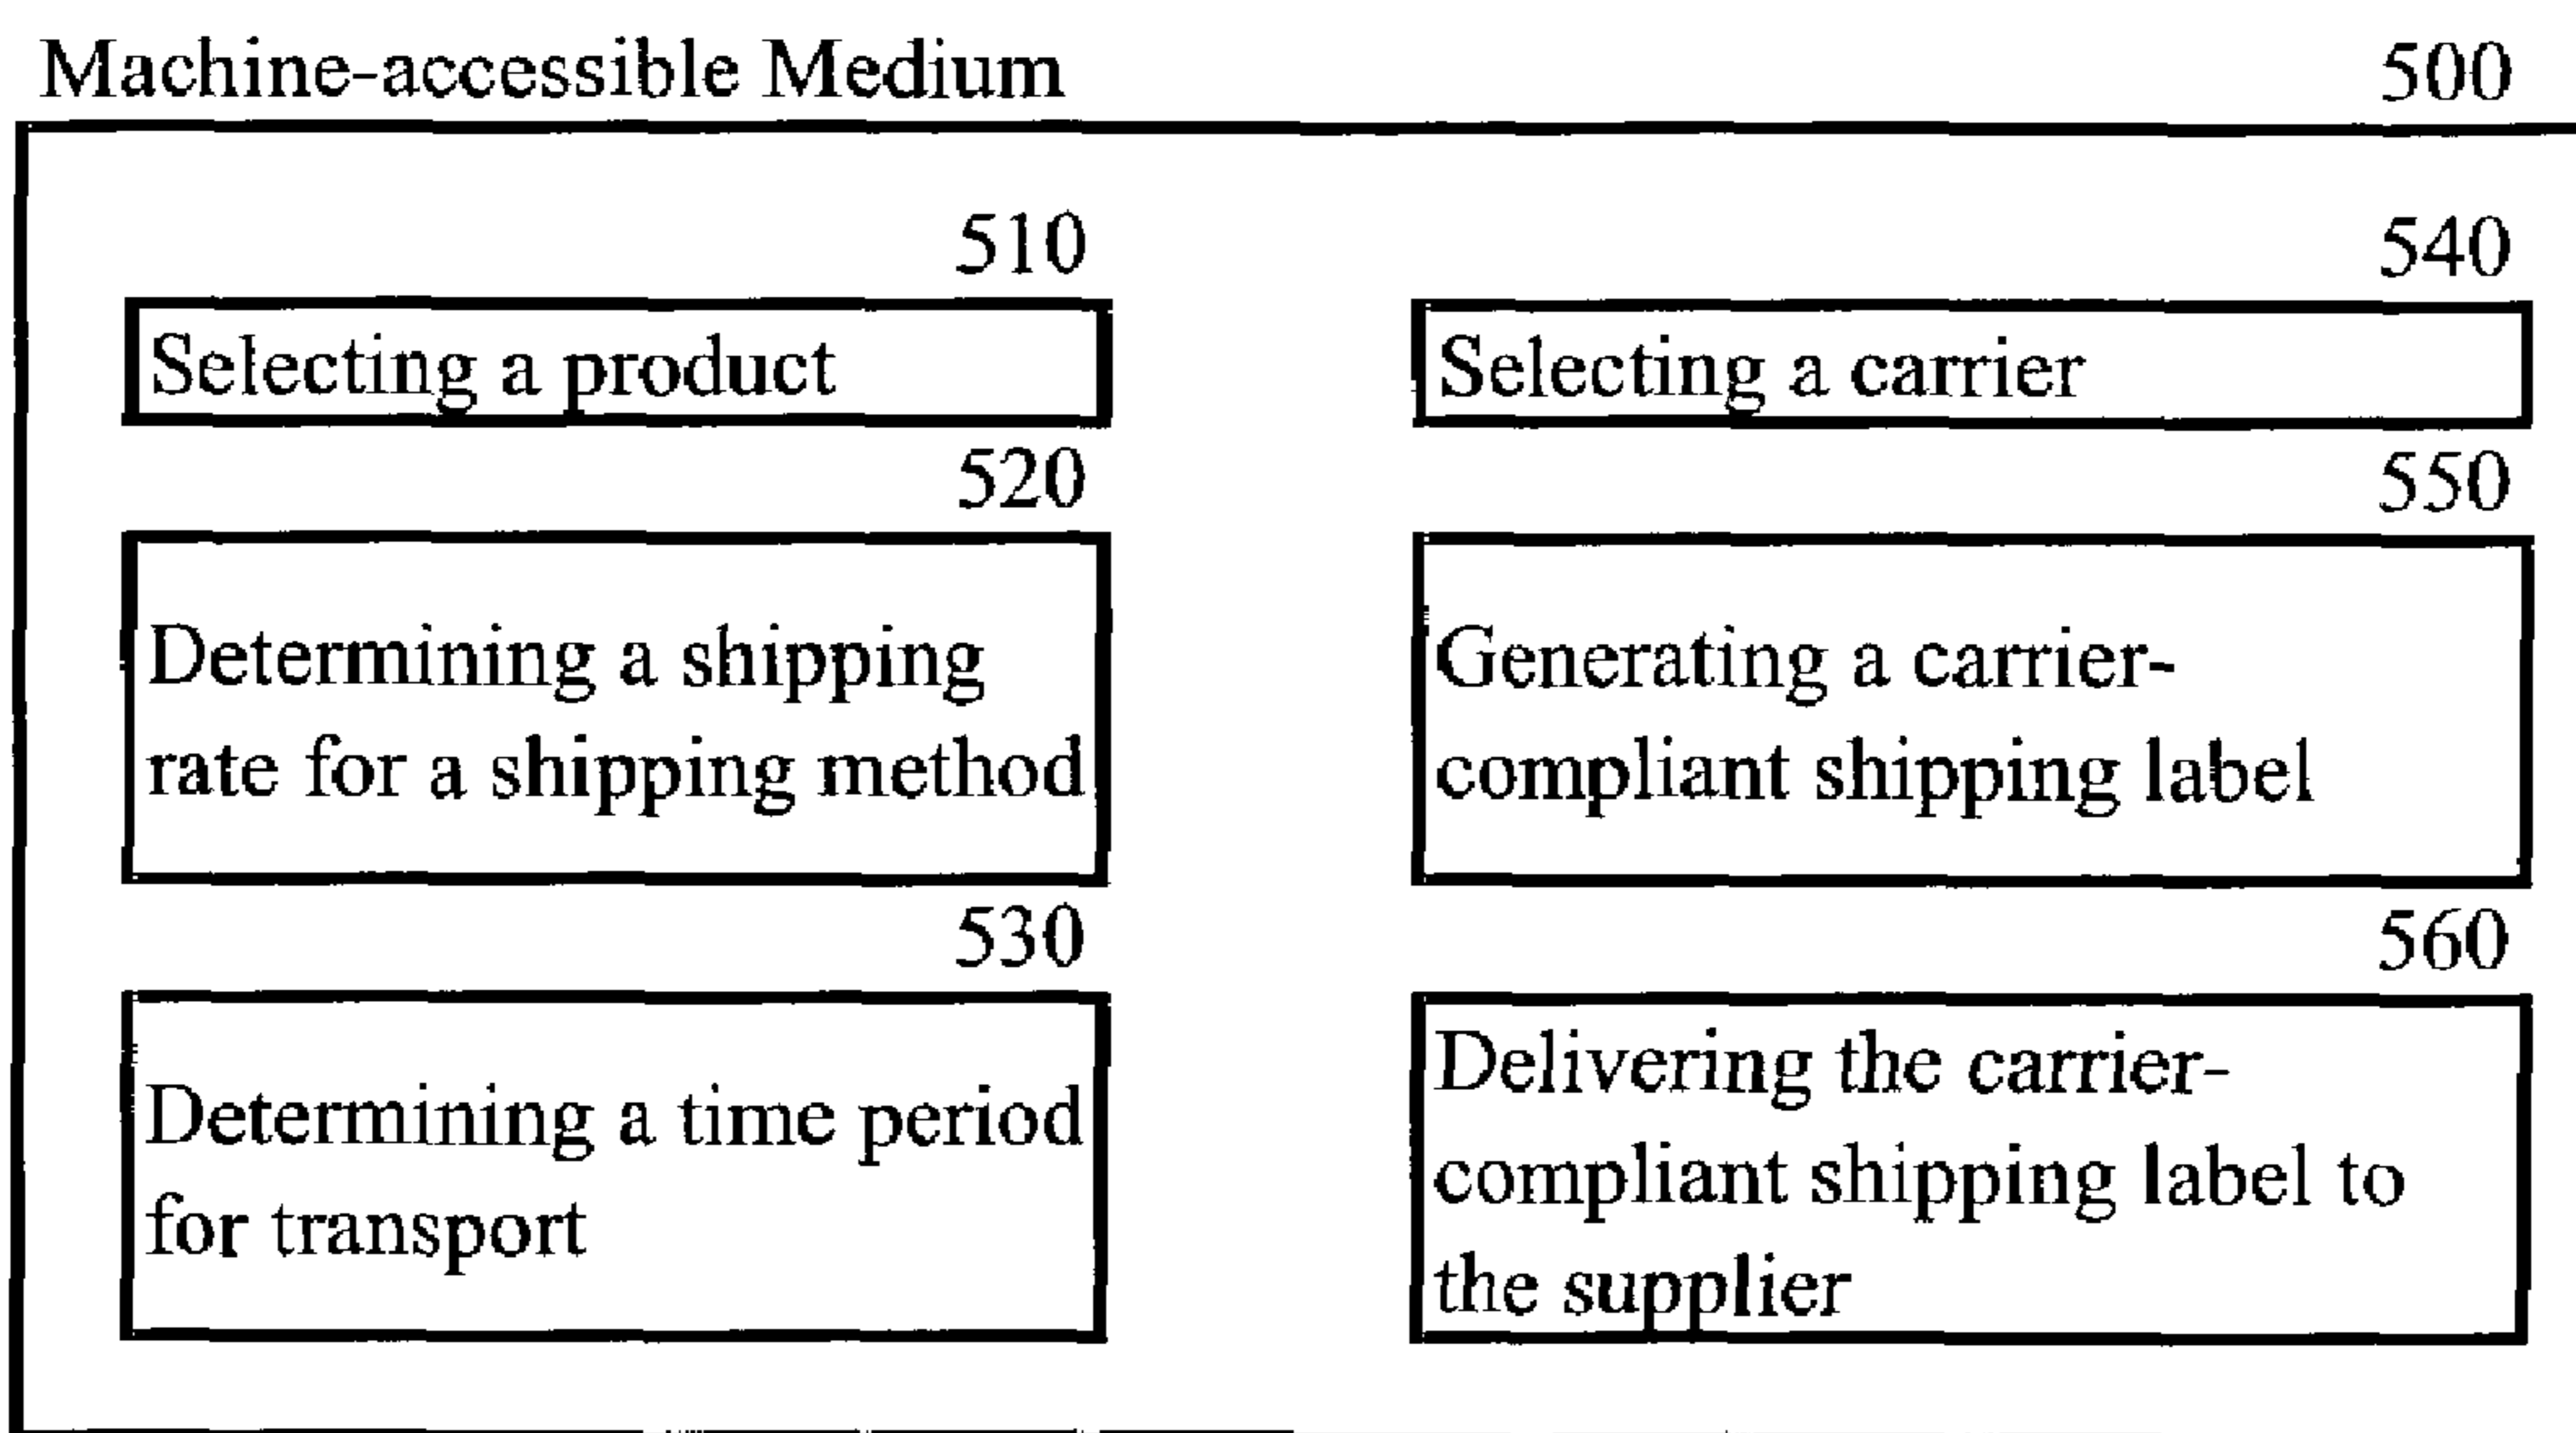 Machine-accessible Medium
500
510
Selecting a product
520
Determining a shipping
rate for a shipping method
530
Determining a time period
for transport
540
Selecting a carrier
550
Generating a carrier-
compliant shipping label
560
Delivering the carrier-
compliant shipping label to
the supplier